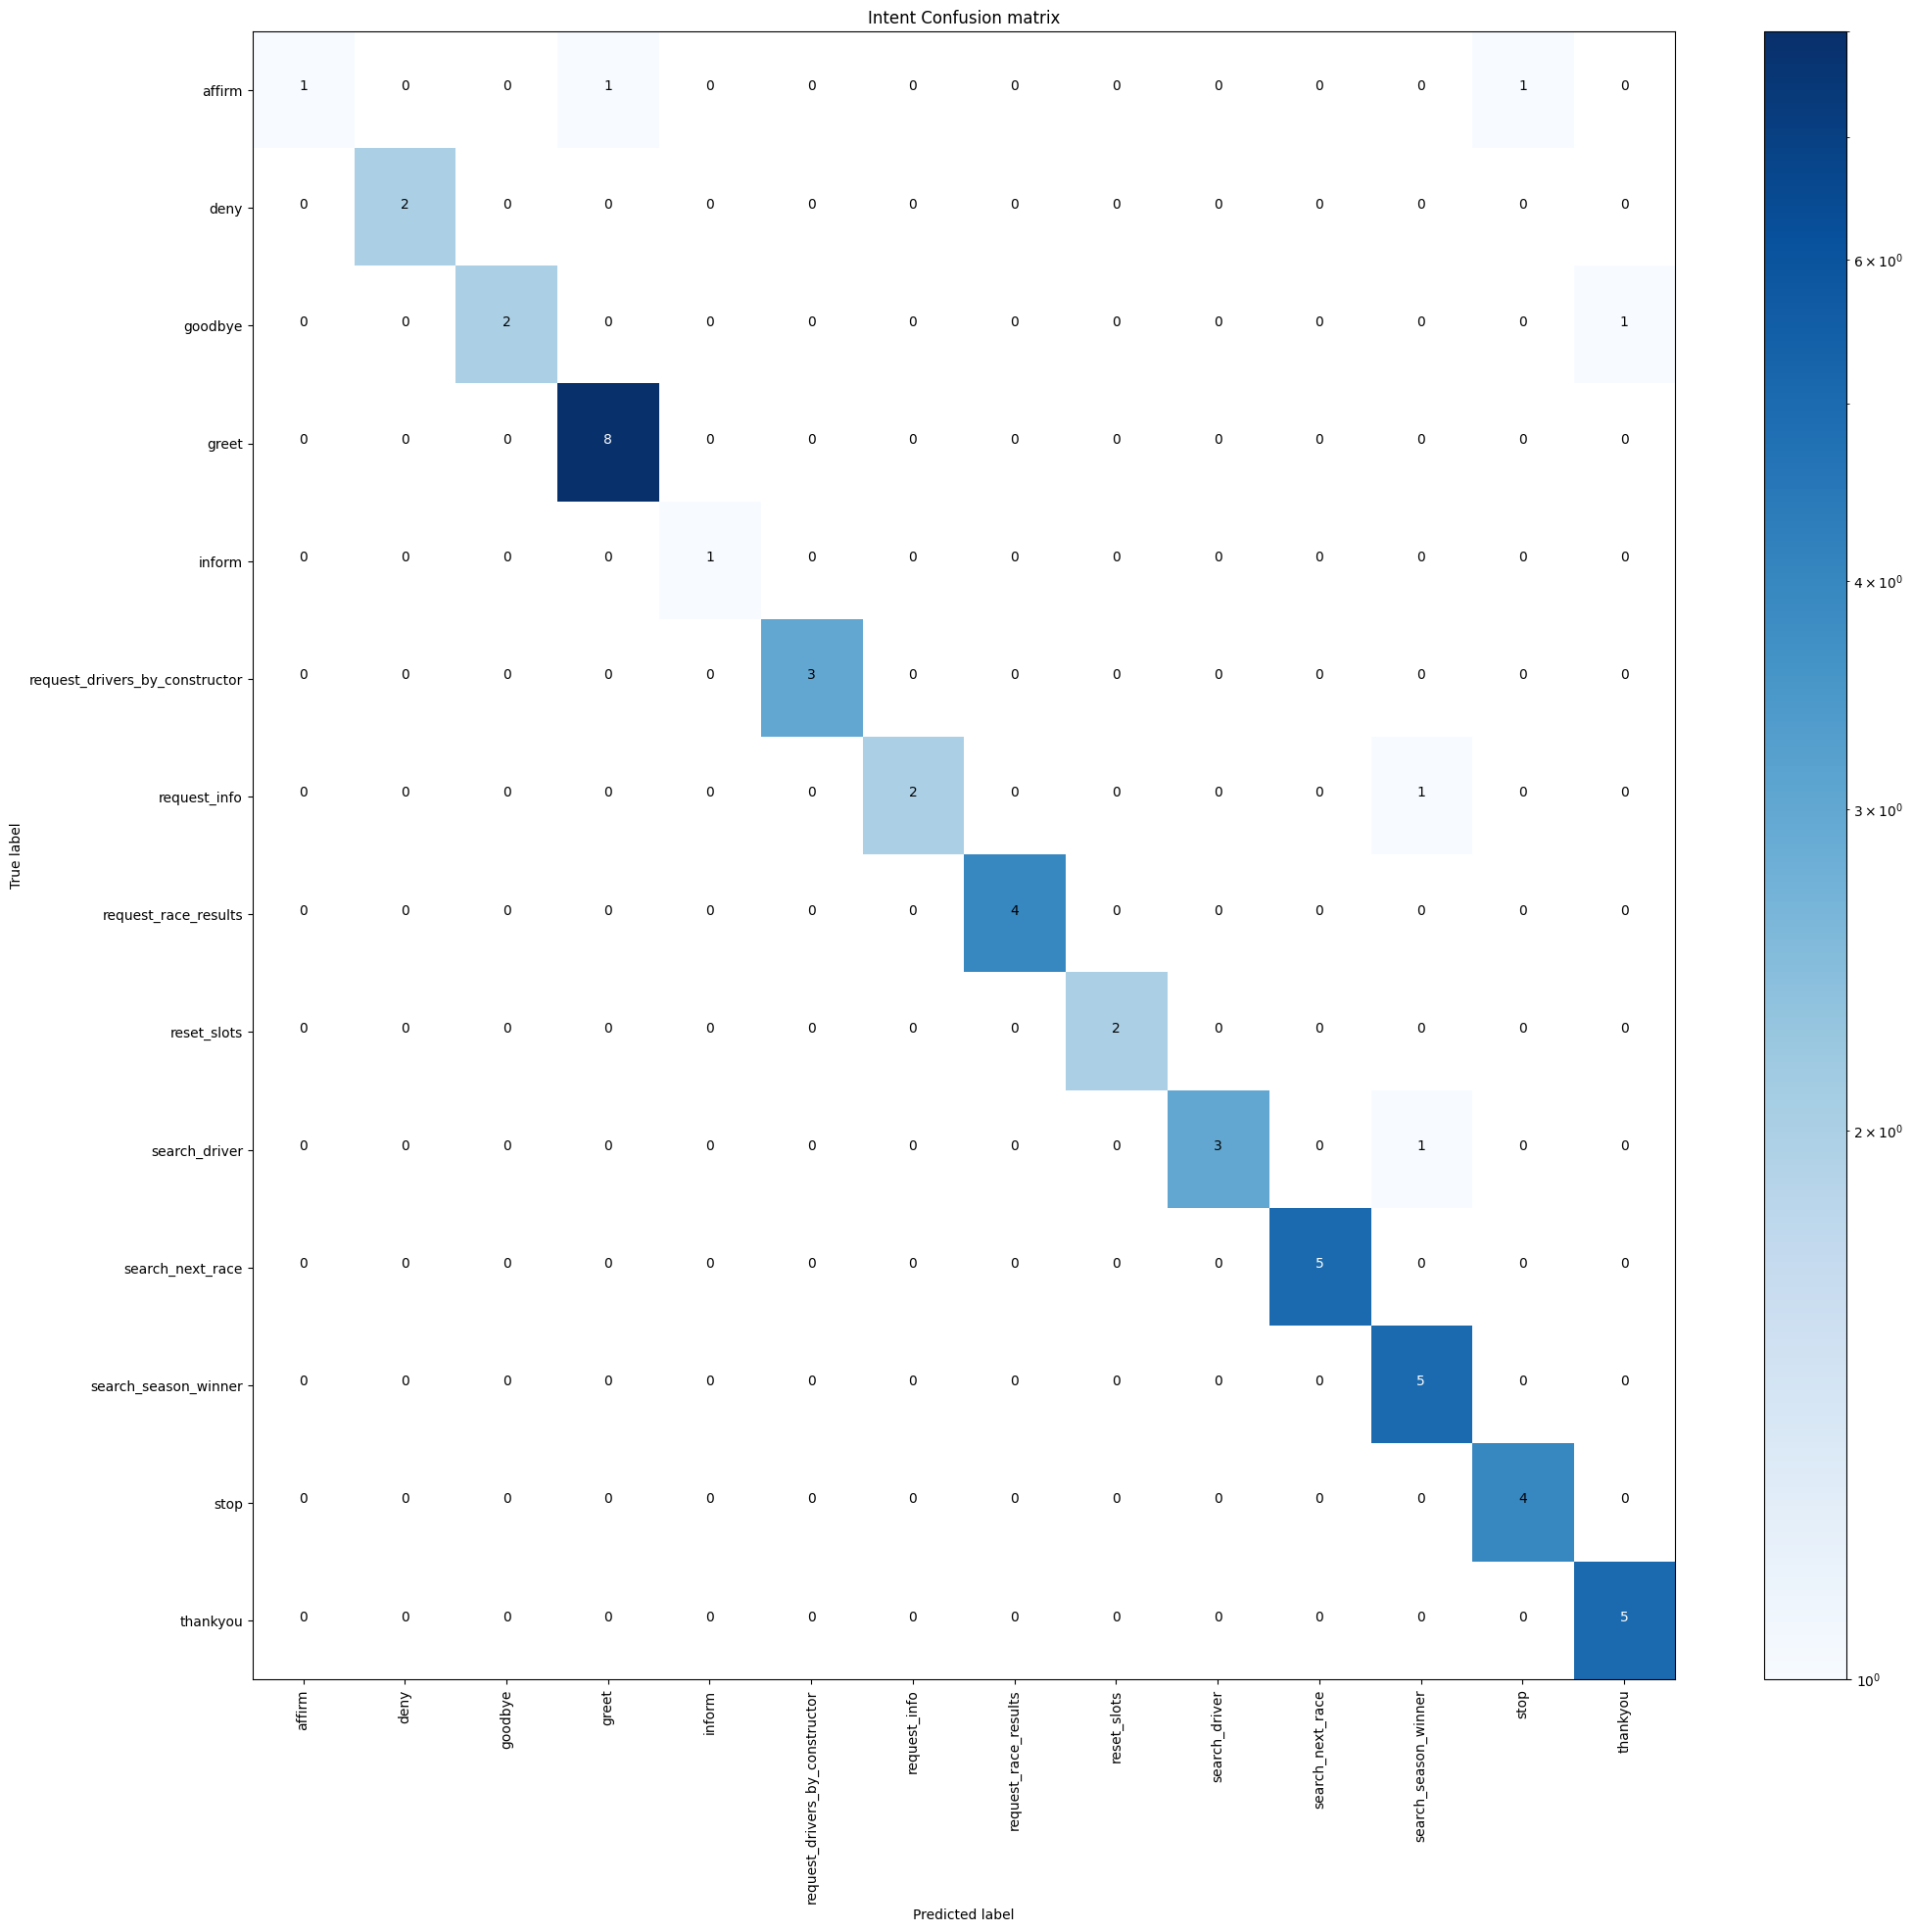 Intent Confusion matrix
affirm 1 0 0 1 0 0 0 0 0 0 0 0 1 0
deny 0 2 0 0 0 0 0 0 0 0 0 0 0 0
goodbye 0 0 2 0 0 0 0 0 0 0 0 0 0 1
greet 0 0 0 8 0 0 0 0 0 0 0 0 0 0
inform 0 0 0 0 1 0 0 0 0 0 0 0 0 0
request_drivers_by_constructor 0 0 0 0 0 3 0 0 0 0 0 0 0 0
request_info 0 0 0 0 0 0 2 0 0 0 0 1 0 0
request_race_results 0 0 0 0 0 0 0 4 0 0 0 0 0 0
reset_slots 0 0 0 0 0 0 0 0 2 0 0 0 0 0
search_driver 0 0 0 0 0 0 0 0 0 3 0 1 0 0
search_next_race 0 0 0 0 0 0 0 0 0 0 5 0 0 0
search_season_winner 0 0 0 0 0 0 0 0 0 0 0 5 0 0
stop 0 0 0 0 0 0 0 0 0 0 0 0 4 0
thankyou 0 0 0 0 0 0 0 0 0 0 0 0 0 5
True label
affirm
deny
goodbye
greet
inform
request_drivers_by_constructor
request_info
request_race_results
reset_slots
search_driver
search_next_race
search_season_winner
stop
thankyou
Predicted label
6 × 10⁰
4 × 10⁰
3 × 10⁰
2 × 10⁰
10⁰